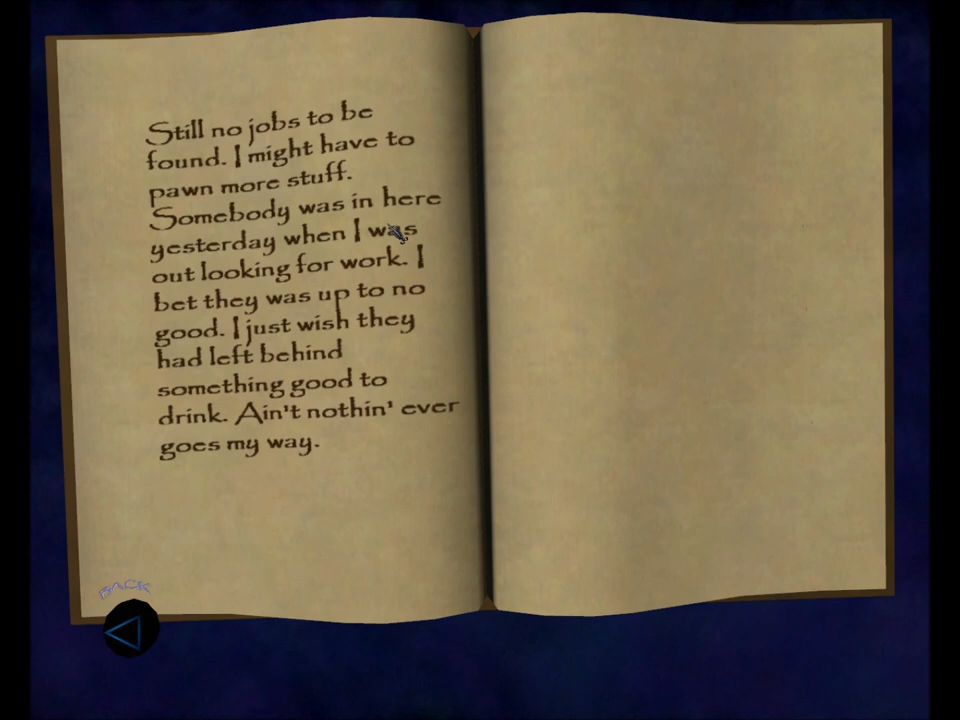 Still no jobs to be
found. I might have to
pawn more stuff.
Somebody was in here
yesterday when I was
out looking for work. I
bet they was up to no
good. I just wish they
had left behind
something good to
drink. Ain't nothin' ever
goes my way.
BACK